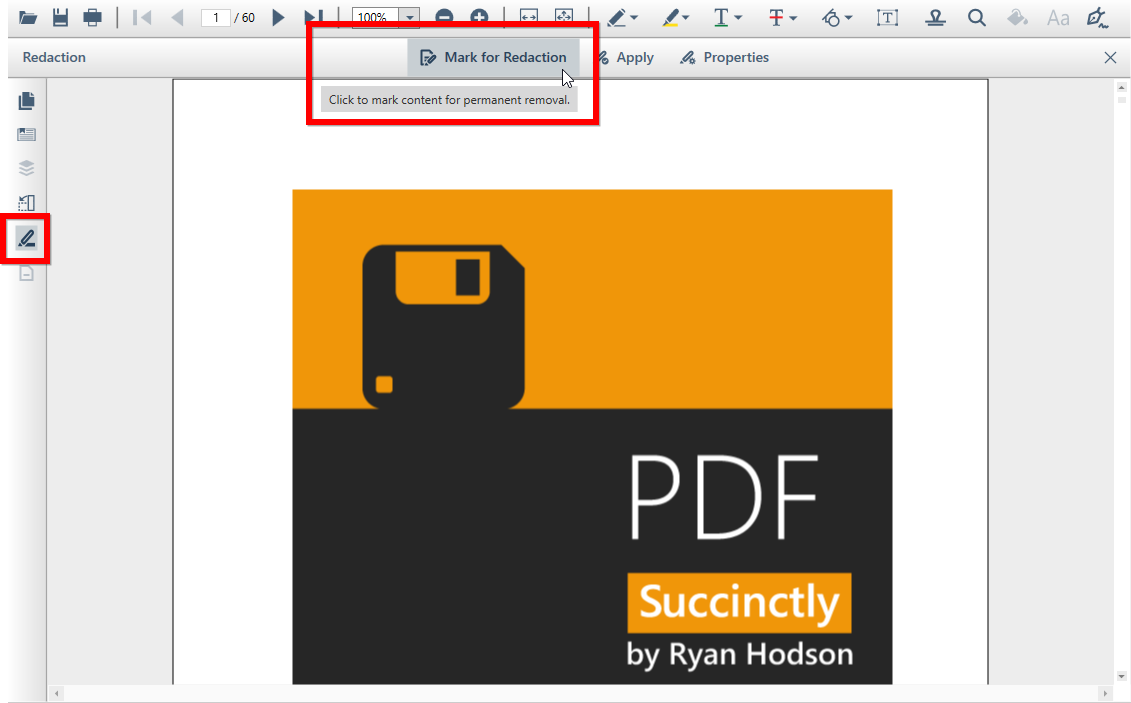 1 / 60 100% T T T Aa
Redaction Mark for Redaction Apply Properties
Click to mark content for permanent removal.
PDF
Succinctly
by Ryan Hodson